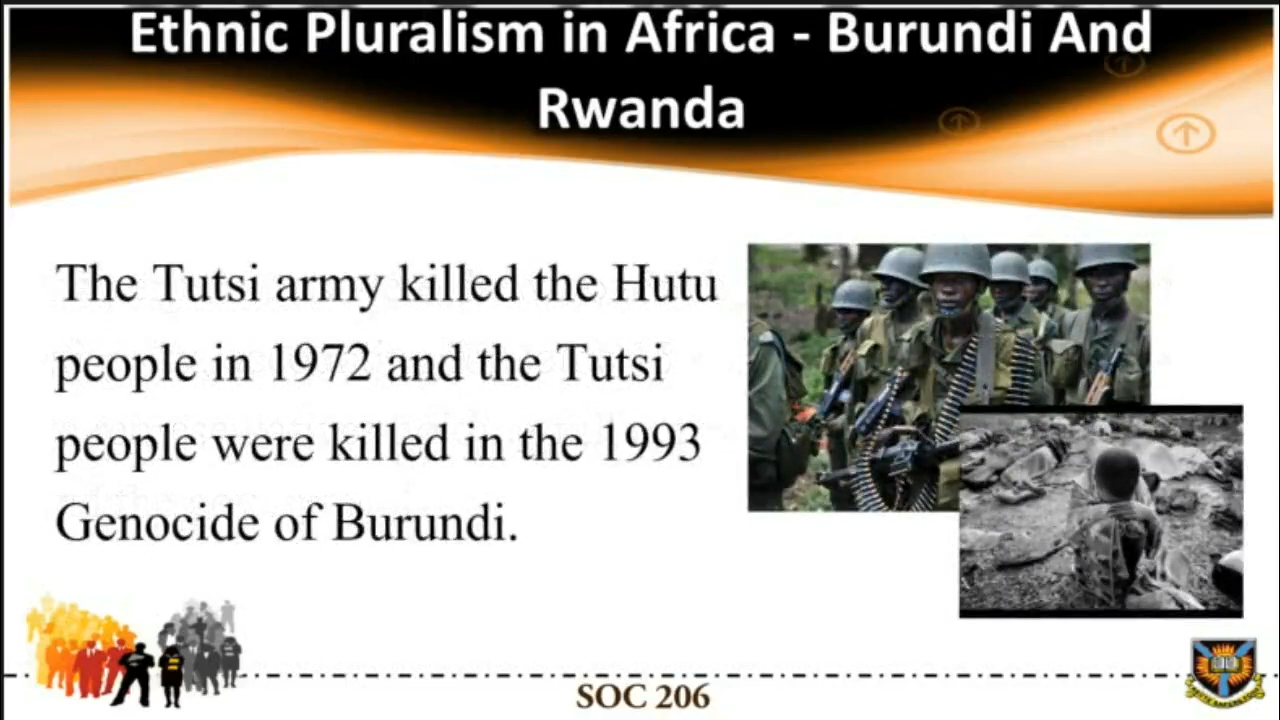 Ethnic Pluralism in Africa - Burundi And
Rwanda
The Tutsi army killed the Hutu
people in 1972 and the Tutsi
people were killed in the 1993
Genocide of Burundi.
SOC 206